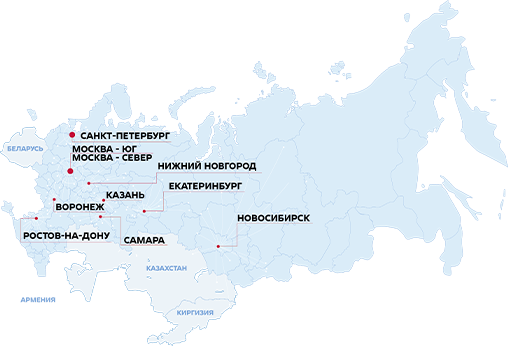 САНКТ-ПЕТЕРБУРГ
БЕЛАРУСЬ
МОСКВА - ЮГ
МОСКВА - СЕВЕР
НИЖНИЙ НОВГОРОД
ЕКАТЕРИНБУРГ
КАЗАНЬ
ВОРОНЕЖ
НОВОСИБИРСК
РОСТОВ-НА-ДОНУ
САМАРА
КАЗАХСТАН
АРМЕНИЯ
КИРГИЗИЯ